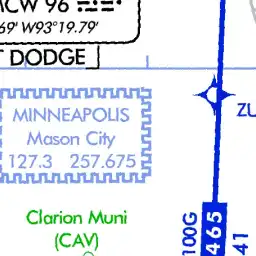 MCW 96
69' W93°19.79'
T DODGE
MINNEAPOLIS
Mason City
127.3 257.675
ZU
Clarion Muni
(CAV)
100G
465
41